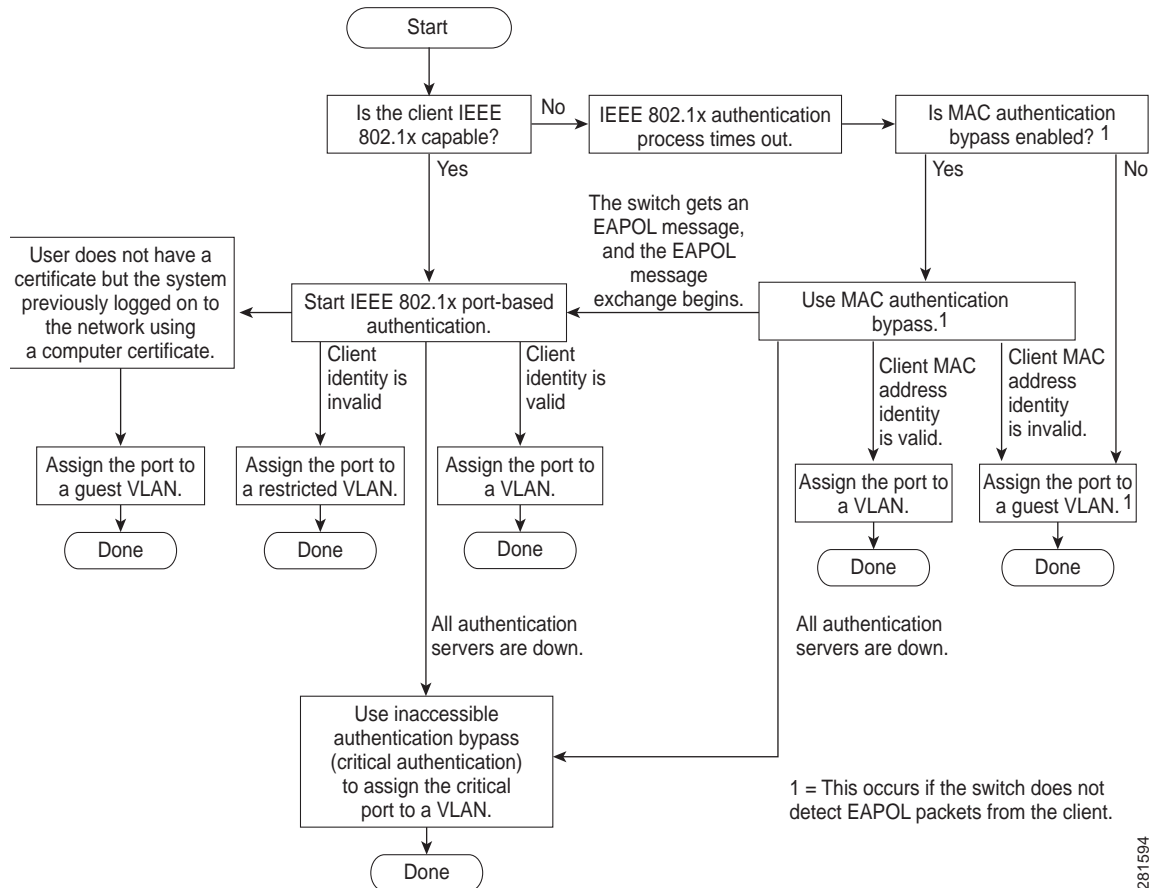 Start
Is the client IEEE
802.1x capable?
No
IEEE 802.1x authentication
process times out.
Is MAC authentication
bypass enabled? 1
Yes
Yes
No
The switch gets an
EAPOL message,
and the EAPOL
message
exchange begins.
User does not have a
certificate but the system
previously logged on to
the network using
a computer certificate.
Start IEEE 802.1x port-based
authentication.
Use MAC authentication
bypass.1
Client
identity is
invalid
Client
identity is
valid
Client MAC
address
identity
is valid.
Client MAC
address
identity
is invalid.
Assign the port to
a guest VLAN.
Assign the port to
a restricted VLAN.
Assign the port to
a VLAN.
Assign the port to
a VLAN.
Assign the port to
a guest VLAN. 1
Done
Done
Done
Done
Done
All authentication
servers are down.
All authentication
servers are down.
Use inaccessible
authentication bypass
(critical authentication)
to assign the critical
port to a VLAN.
1 = This occurs if the switch does not
detect EAPOL packets from the client.
Done
281594